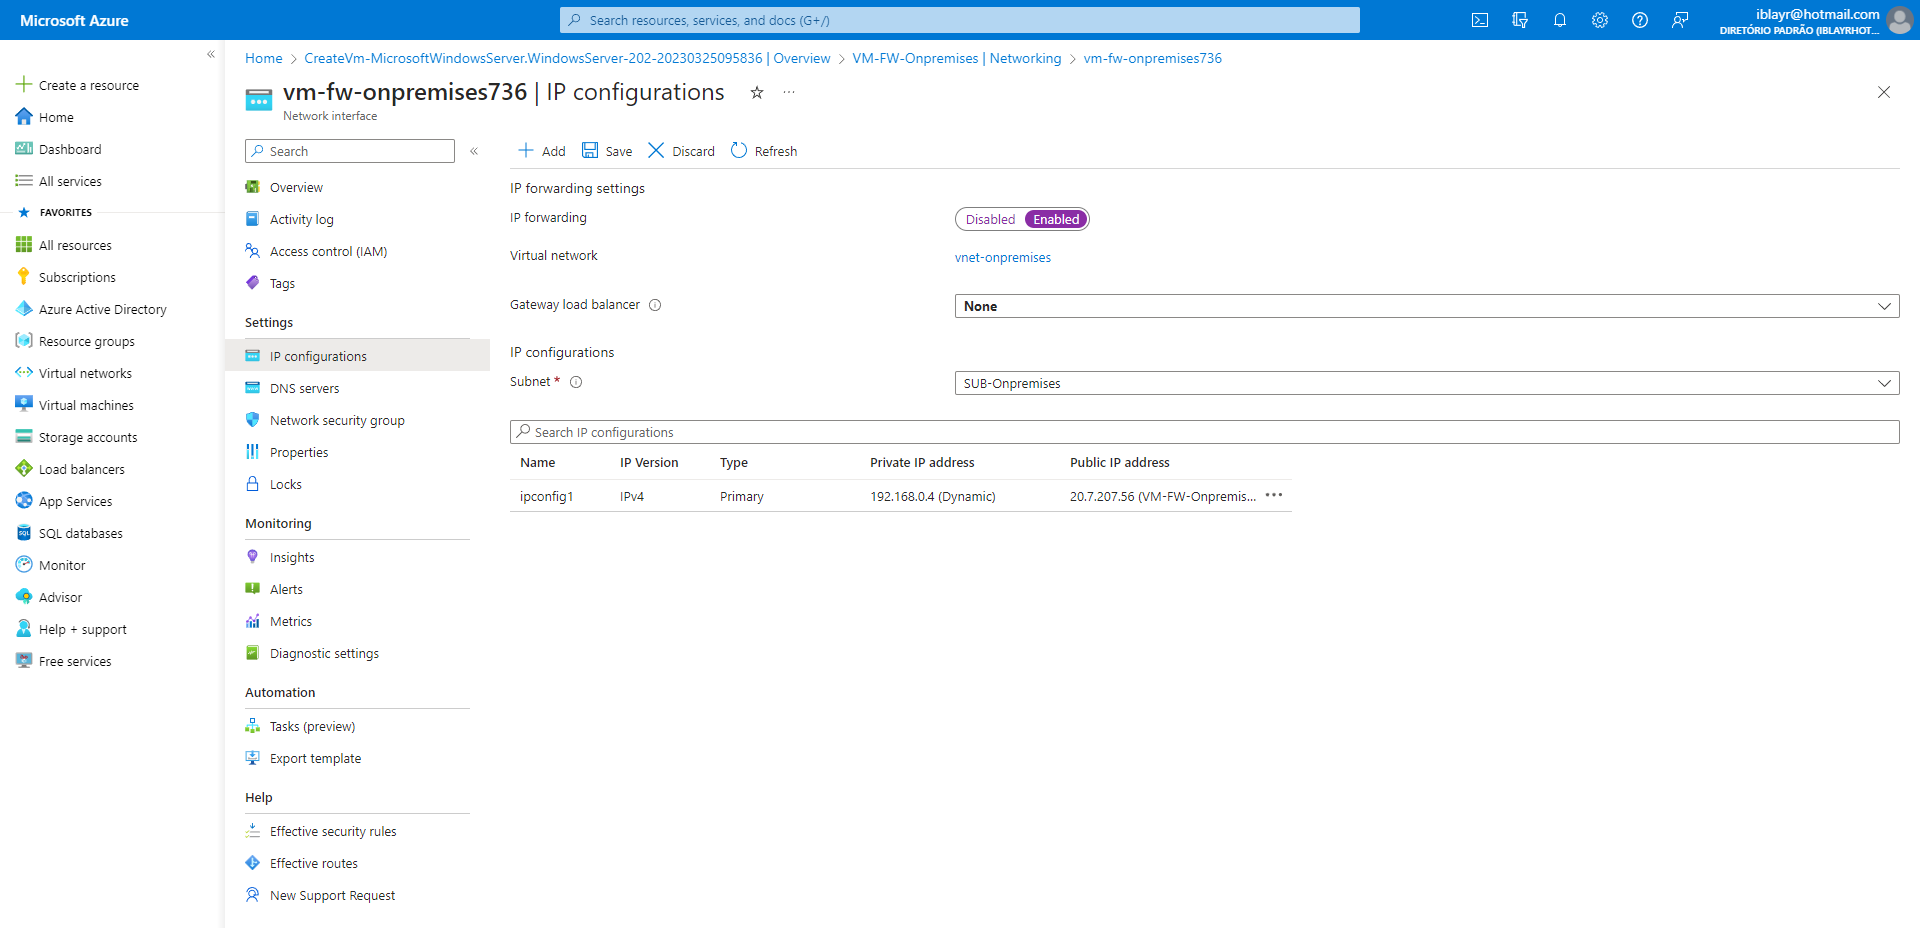 Microsoft Azure
Search resources, services, and docs (G+/)
iblayr@hotmail.com
DIRETÓRIO PADRÃO (IBLAYRHOT...
Create a resource
Home
Dashboard
All services
FAVORITES
All resources
Subscriptions
Azure Active Directory
Resource groups
Virtual networks
Virtual machines
Storage accounts
Load balancers
App Services
SQL databases
Monitor
Advisor
Help + support
Free services
Home > CreateVm-MicrosoftWindowsServer.WindowsServer-202-20230325095836 | Overview > VM-FW-Onpremises | Networking > vm-fw-onpremises736
vm-fw-onpremises736 | IP configurations
Network interface
Search
Overview
Activity log
Access control (IAM)
Tags
Settings
IP configurations
DNS servers
Network security group
Properties
Locks
Monitoring
Insights
Alerts
Metrics
Diagnostic settings
Automation
Tasks (preview)
Export template
Help
Effective security rules
Effective routes
New Support Request
Add Save Discard Refresh
IP forwarding settings
IP forwarding Disabled Enabled
Virtual network vnet-onpremises
Gateway load balancer None
IP configurations
Subnet * SUB-Onpremises
Search IP configurations
Name IP Version Type Private IP address Public IP address
ipconfig1 IPv4 Primary 192.168.0.4 (Dynamic) 20.7.207.56 (VM-FW-Onpremis...